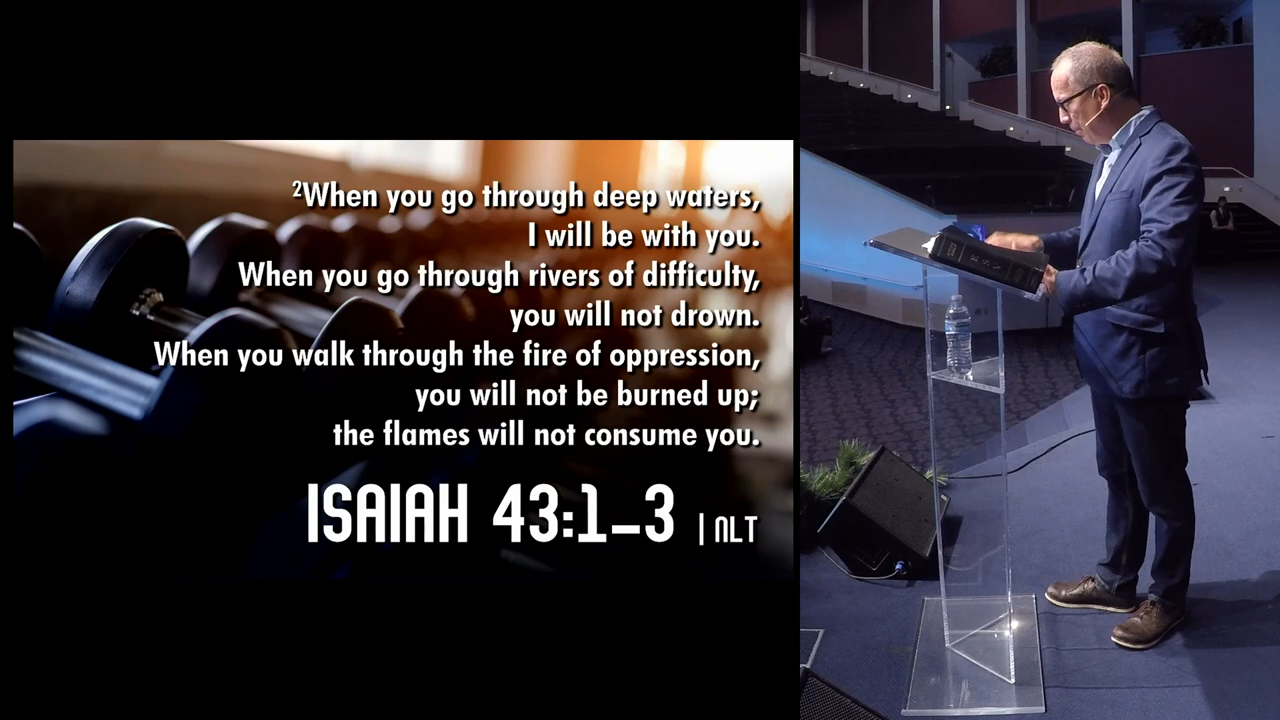 ²When you go through deep waters,
I will be with you.
When you go through rivers of difficulty,
you will not drown.
When you walk through the fire of oppression,
you will not be burned up;
the flames will not consume you.
ISAIAH 43:1–3 | NLT